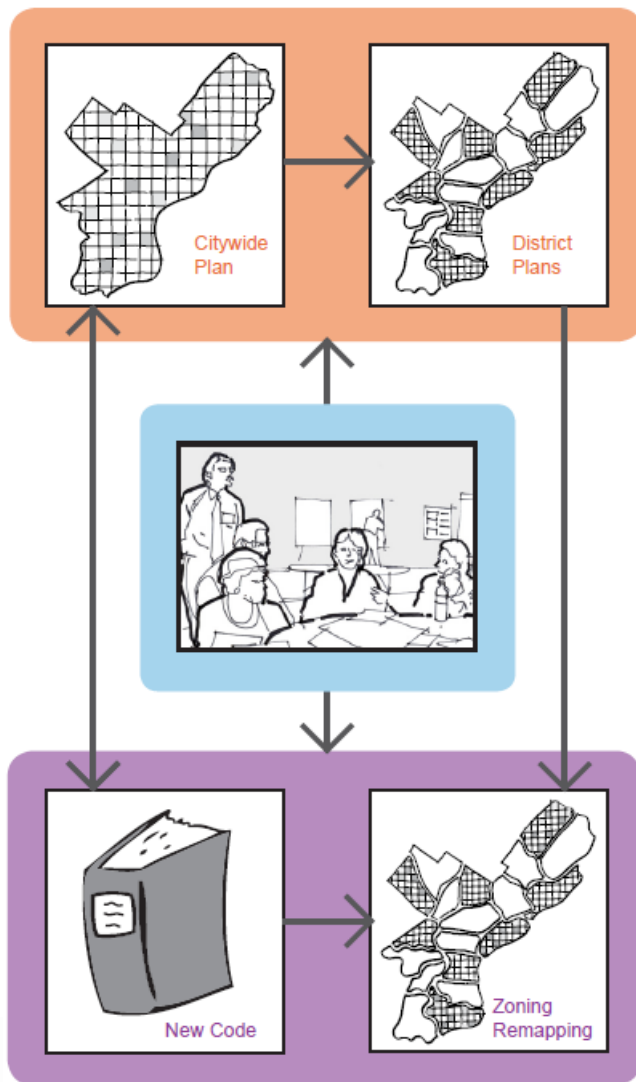 Citywide
Plan
District
Plans
New Code
Zoning
Remapping